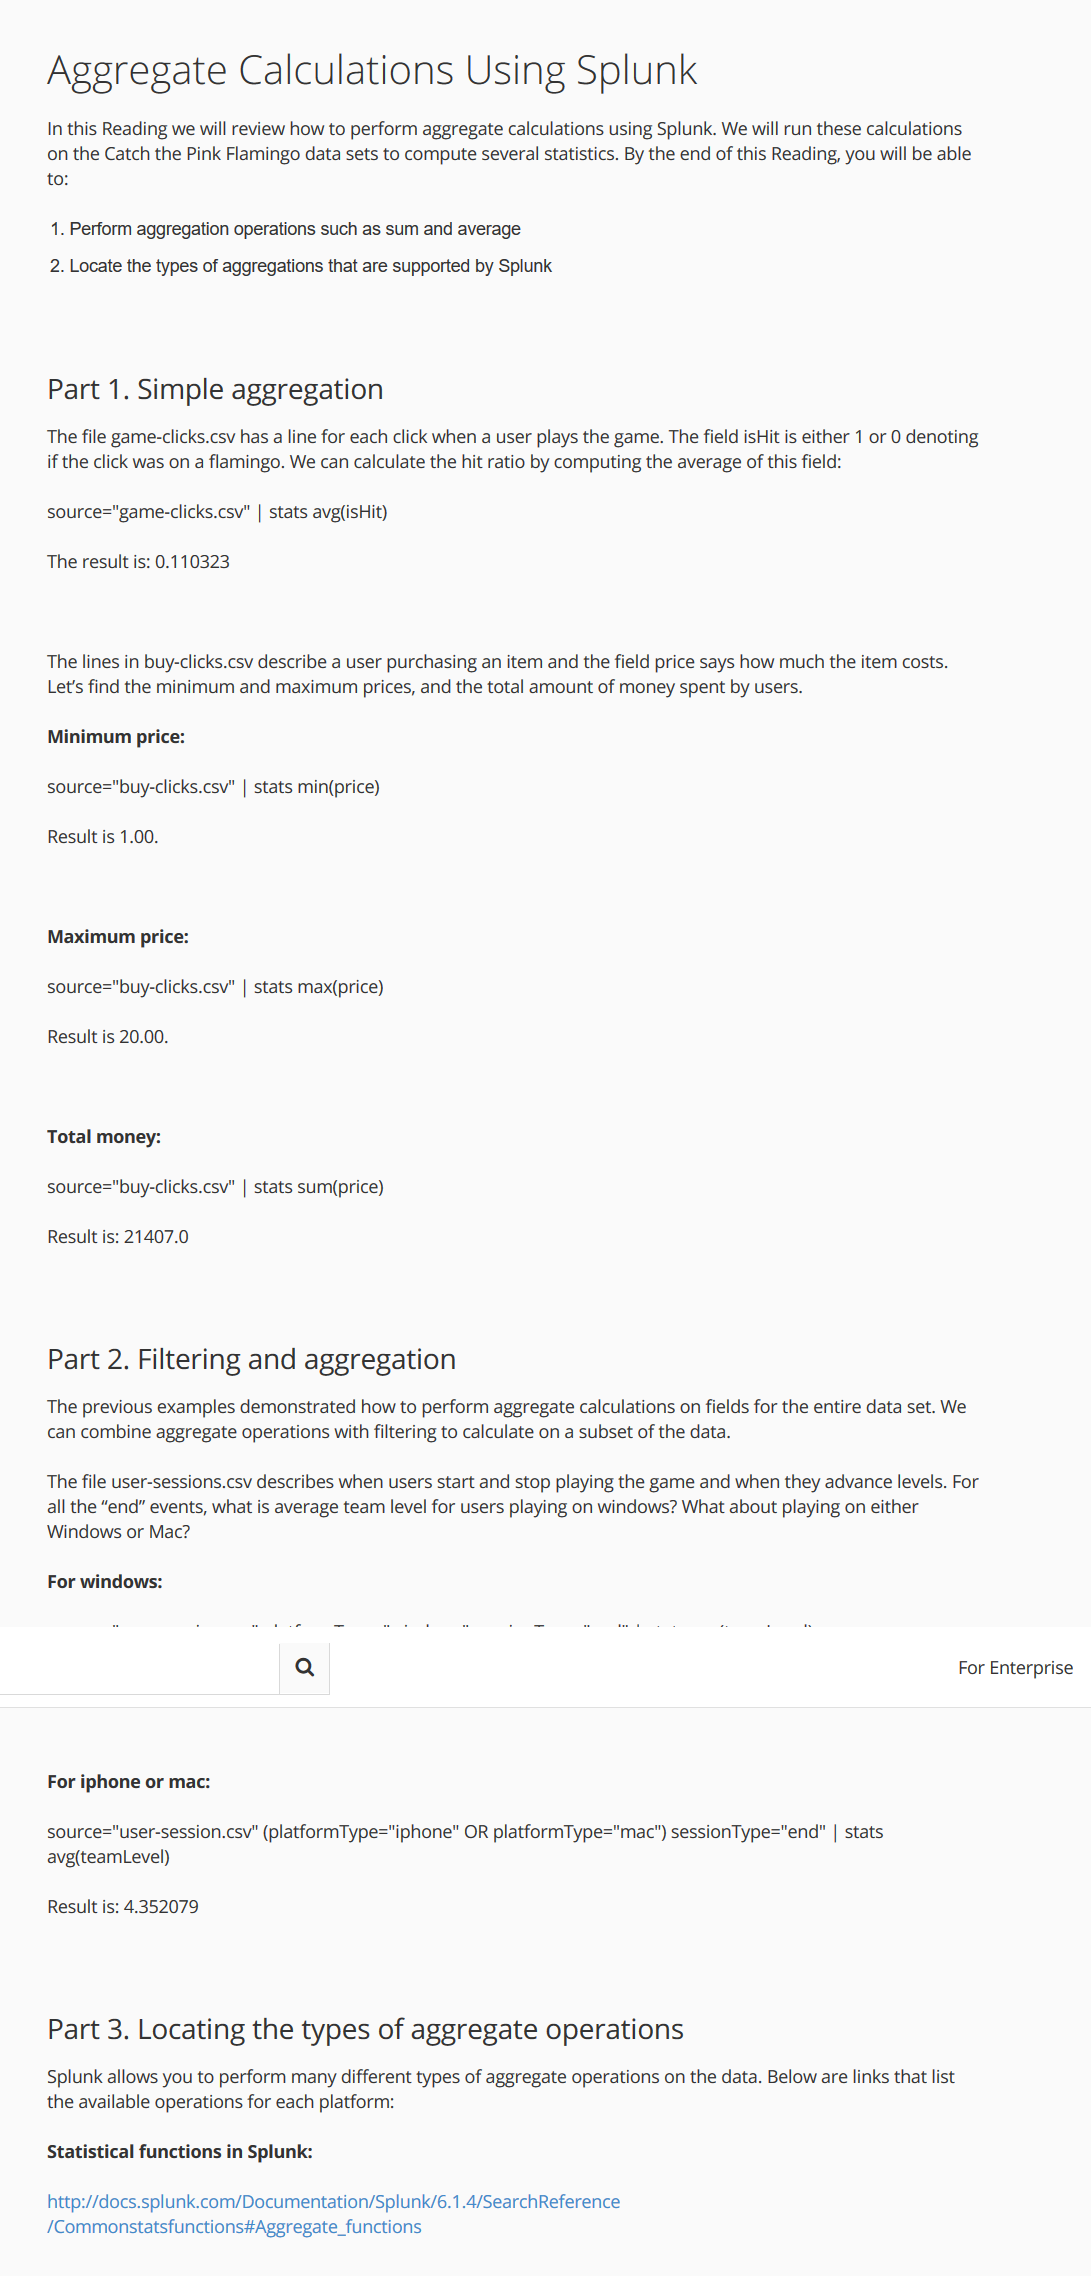 Aggregate Calculations Using Splunk
In this Reading we will review how to perform aggregate calculations using Splunk. We will run these calculations
on the Catch the Pink Flamingo data sets to compute several statistics. By the end of this Reading, you will be able
to:
1. Perform aggregation operations such as sum and average
2. Locate the types of aggregations that are supported by Splunk
Part 1. Simple aggregation
The file game-clicks.csv has a line for each click when a user plays the game. The field isHit is either 1 or 0 denoting
if the click was on a flamingo. We can calculate the hit ratio by computing the average of this field:
source="game-clicks.csv" | stats avg(isHit)
The result is: 0.110323
The lines in buy-clicks.csv describe a user purchasing an item and the field price says how much the item costs.
Let’s find the minimum and maximum prices, and the total amount of money spent by users.
Minimum price:
source="buy-clicks.csv" | stats min(price)
Result is 1.00.
Maximum price:
source="buy-clicks.csv" | stats max(price)
Result is 20.00.
Total money:
source="buy-clicks.csv" | stats sum(price)
Result is: 21407.0
Part 2. Filtering and aggregation
The previous examples demonstrated how to perform aggregate calculations on fields for the entire data set. We
can combine aggregate operations with filtering to calculate on a subset of the data.
The file user-sessions.csv describes when users start and stop playing the game and when they advance levels. For
all the “end” events, what is average team level for users playing on windows? What about playing on either
Windows or Mac?
For windows:
For Enterprise
For iphone or mac:
source="user-session.csv" (platformType="iphone" OR platformType="mac") sessionType="end" | stats
avg(teamLevel)
Result is: 4.352079
Part 3. Locating the types of aggregate operations
Splunk allows you to perform many different types of aggregate operations on the data. Below are links that list
the available operations for each platform:
Statistical functions in Splunk:
http://docs.splunk.com/Documentation/Splunk/6.1.4/SearchReference
/Commonstatsfunctions#Aggregate_functions